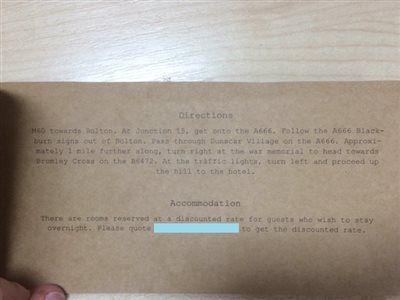 Directions
M60 towards Bolton. At Junction 15, get onto the A666. Follow the A666 Black-
burn signs out of Bolton. Pass through Dunscar Village on the A666. Approxi-
mately 1 mile further along, turn right at the war memorial to head towards
Bromley Cross on the B6472. At the traffic lights, turn left and proceed up
the hill to the hotel.
Accommodation
There are rooms reserved at a discounted rate for guests who wish to stay
overnight. Please quote to get the discounted rate.